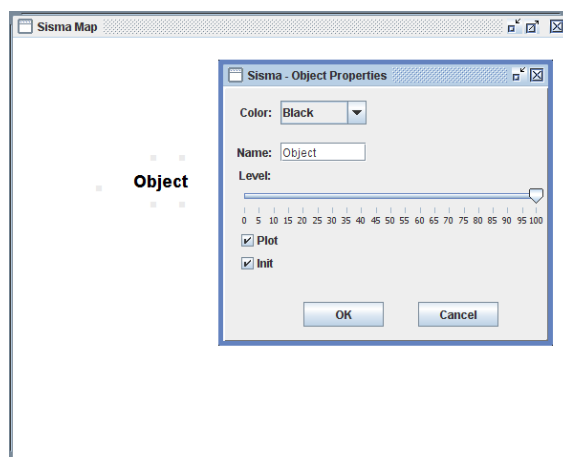 Sisma Map
Sisma - Object Properties
Color: Black
Name: Object
Level:
0 5 10 15 20 25 30 35 40 45 50 55 60 65 70 75 80 85 90 95 100
Plot
Init
OK Cancel
Object